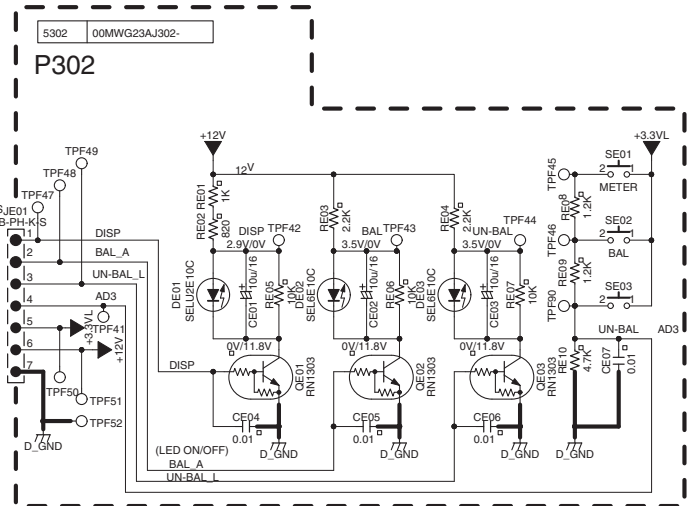 5302 00MWG23AJ302-
P302
TPF49
TPF48
TPF47
JE01
B-PH-K-S
1
2
3
4
5
6
7
DISP
BAL_A
UN-BAL_L
AD3
TPF41
+3.3VL
+12V
TPF50
TPF51
TPF52
D_GND
+12V
12V
RE01
1K
RE02
820
DISP
2.9V/0V
TPF42
DE01
SELU2E10C
CE01
10u/16
RE05
10K
0V/11.8V
DISP
QE01
RN1303
CE04
0.01
D_GND
RE03
2.2K
BAL
3.5V/0V
TPF43
DE02
SEL6E10C
CE02
10u/16
RE06
10K
0V/11.8V
QE02
RN1303
CE05
0.01
D_GND
RE04
2.2K
UN-BAL
3.5V/0V
TPF44
DE03
SEL6E10C
CE03
10u/16
RE07
10K
0V/11.8V
QE03
RN1303
CE06
0.01
D_GND
(LED ON/OFF)
BAL_A
UN-BAL_L
+3.3VL
TPF45
SE01
2 1
METER
RE08
1.2K
TPF46
SE02
2 1
BAL
RE09
1.2K
TPF90
SE03
2 1
UN-BAL
AD3
RE10
4.7K
CE07
0.01
D_GND